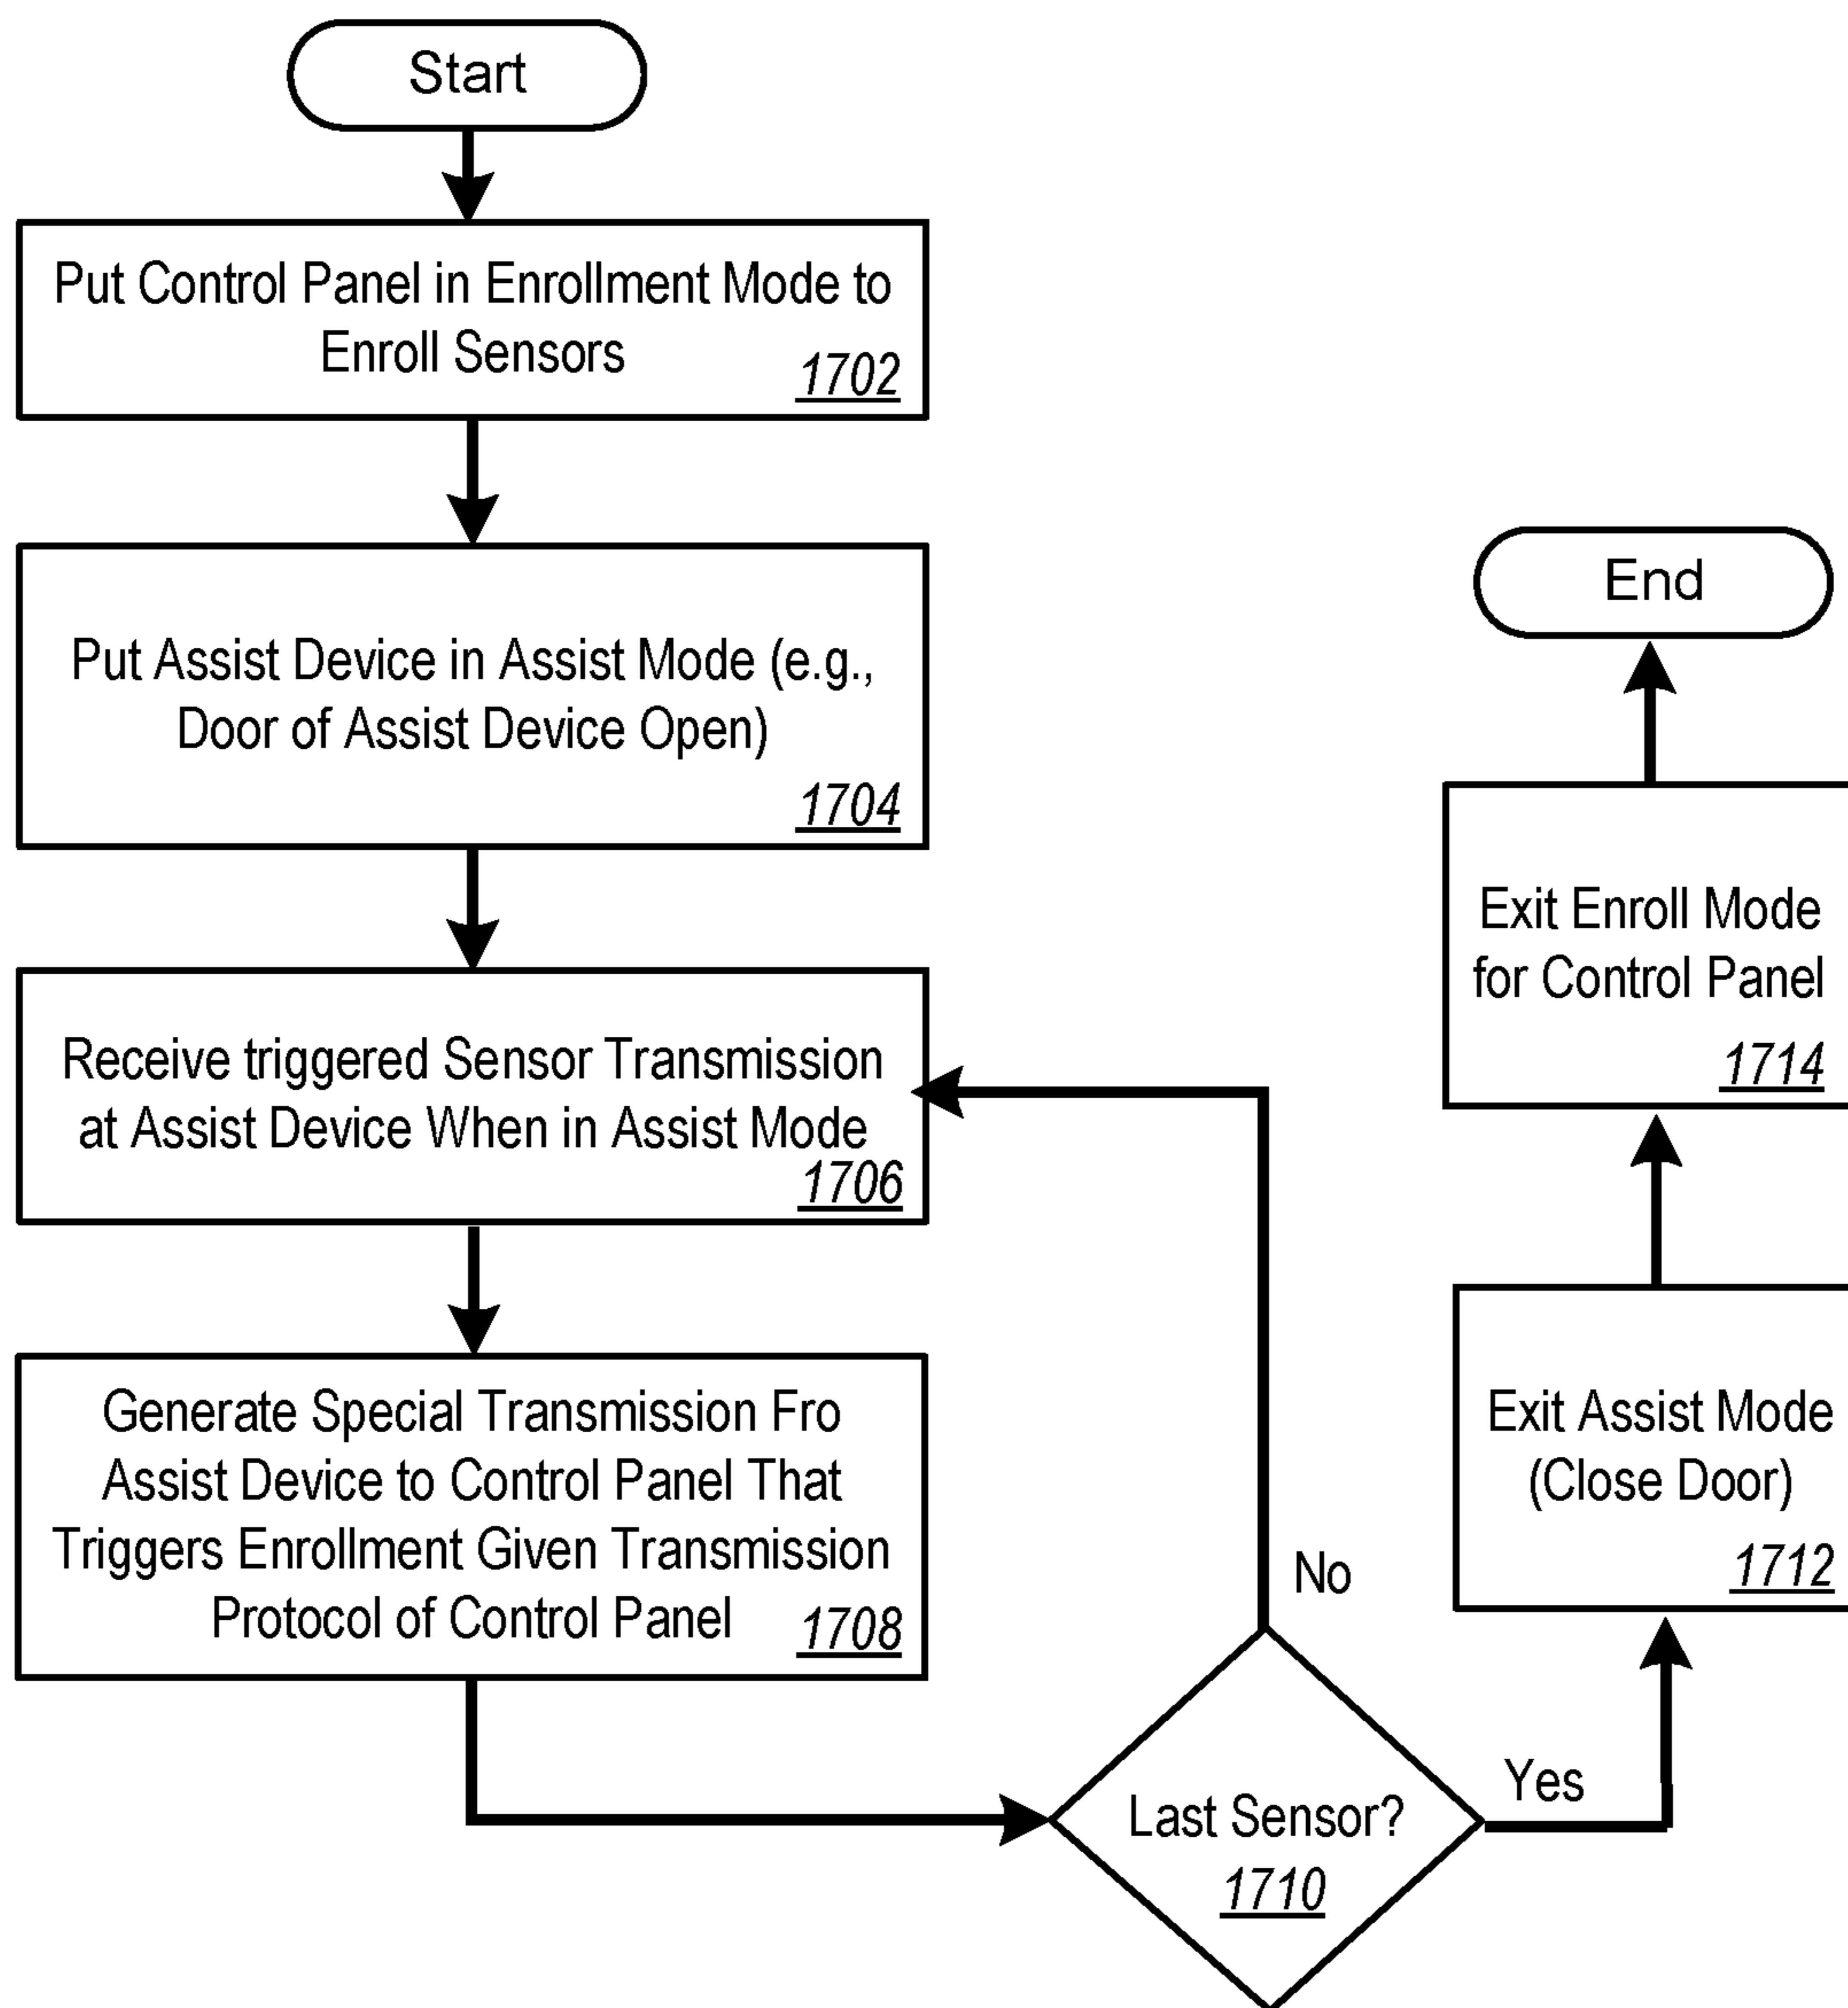 Start
Put Control Panel in Enrollment Mode to
Enroll Sensors
1702
Put Assist Device in Assist Mode (e.g.,
Door of Assist Device Open)
1704
Receive triggered Sensor Transmission
at Assist Device When in Assist Mode
1706
Generate Special Transmission Fro
Assist Device to Control Panel That
Triggers Enrollment Given Transmission
Protocol of Control Panel
1708
Last Sensor?
1710
No
Yes
Exit Assist Mode
(Close Door)
1712
Exit Enroll Mode
for Control Panel
1714
End